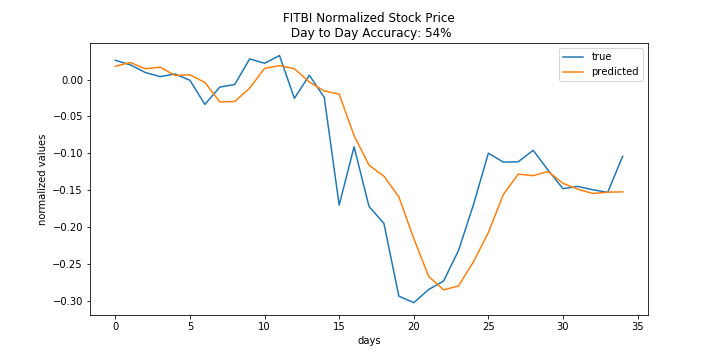 FITBI Normalized Stock Price
Day to Day Accuracy: 54%
true
predicted
normalized values
0.00
−0.05
−0.10
−0.15
−0.20
−0.25
−0.30
0
5
10
15
20
25
30
35
days